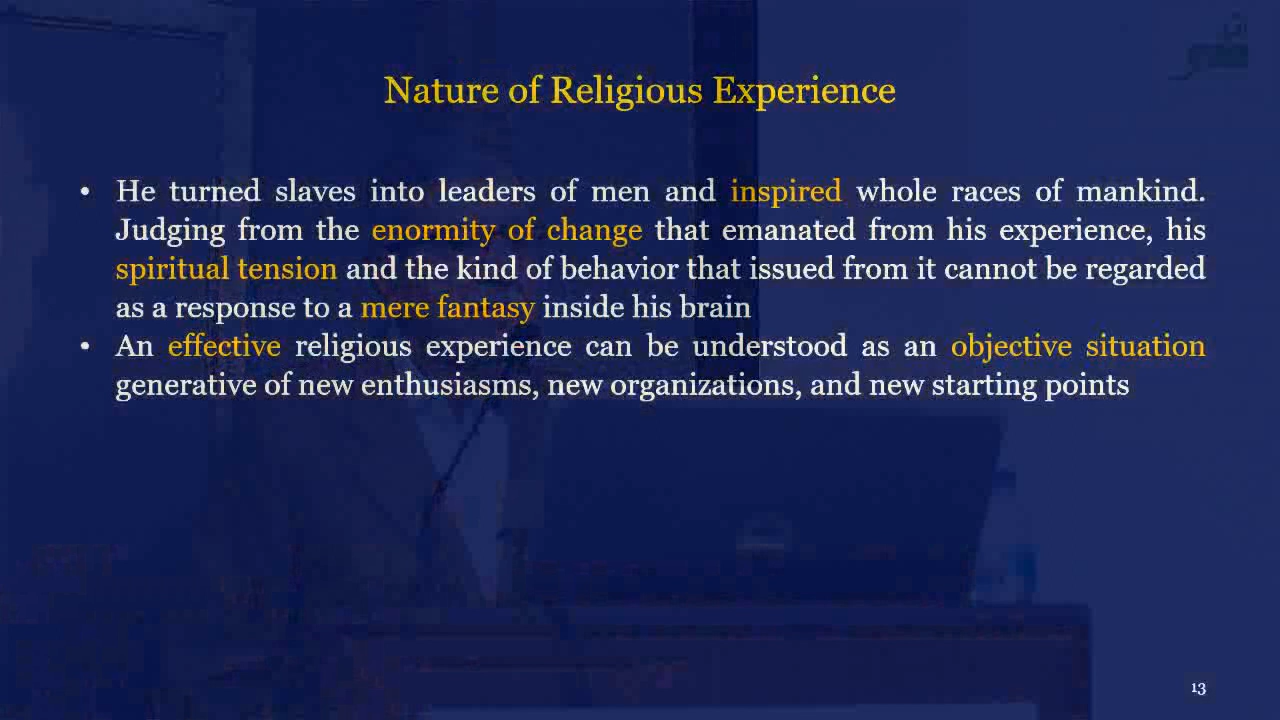 Nature of Religious Experience
• He turned slaves into leaders of men and inspired whole races of mankind.
Judging from the enormity of change that emanated from his experience, his
spiritual tension and the kind of behavior that issued from it cannot be regarded
as a response to a mere fantasy inside his brain
• An effective religious experience can be understood as an objective situation
generative of new enthusiasms, new organizations, and new starting points
13